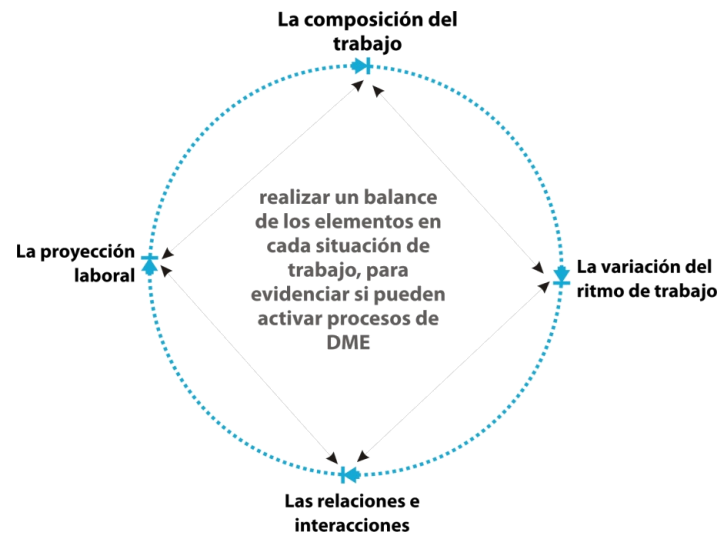 La composición del
trabajo
realizar un balance
de los elementos en
cada situación de
trabajo, para
evidenciar si pueden
activar procesos de
DME
La proyección
laboral
La variación del
ritmo de trabajo
Las relaciones e
interacciones